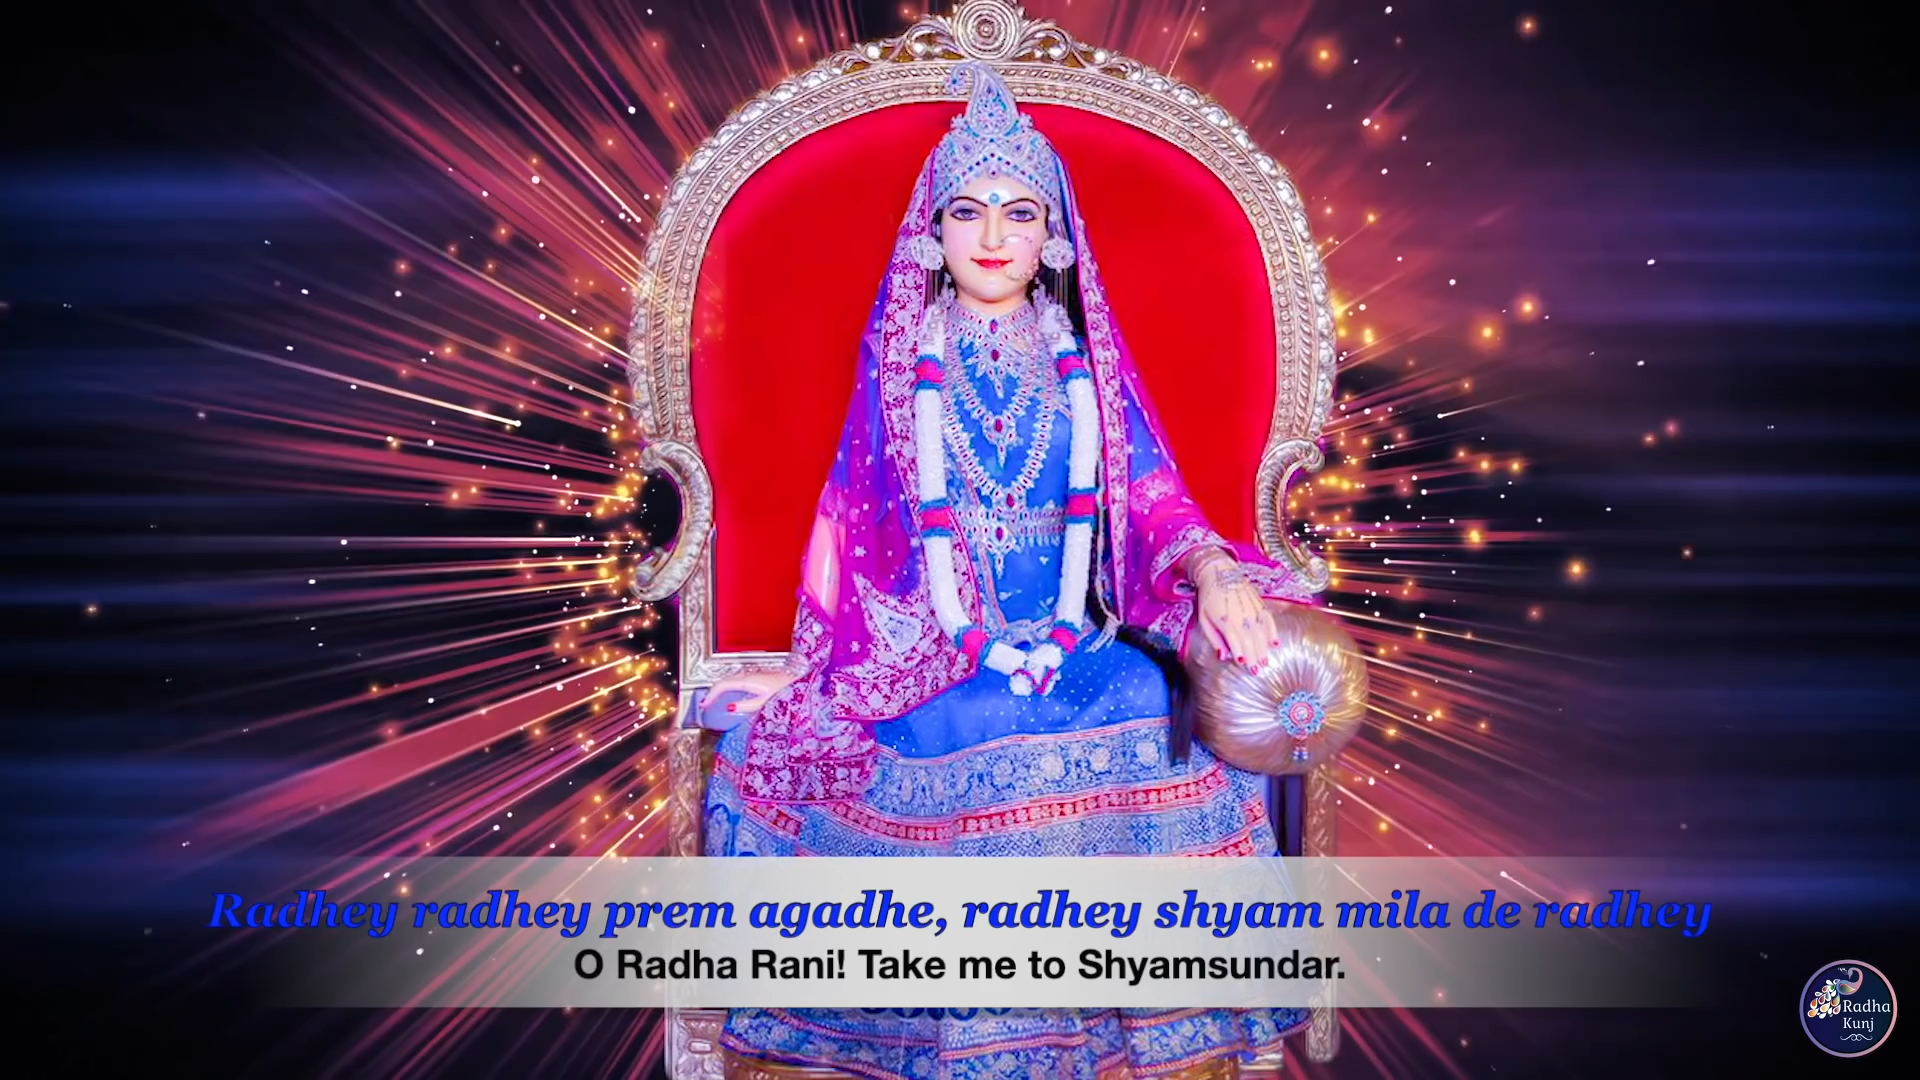 Radhey radhey prem agadhe, radhey shyam mila de radhey
O Radha Rani! Take me to Shyamsundar.
Radha
Kunj